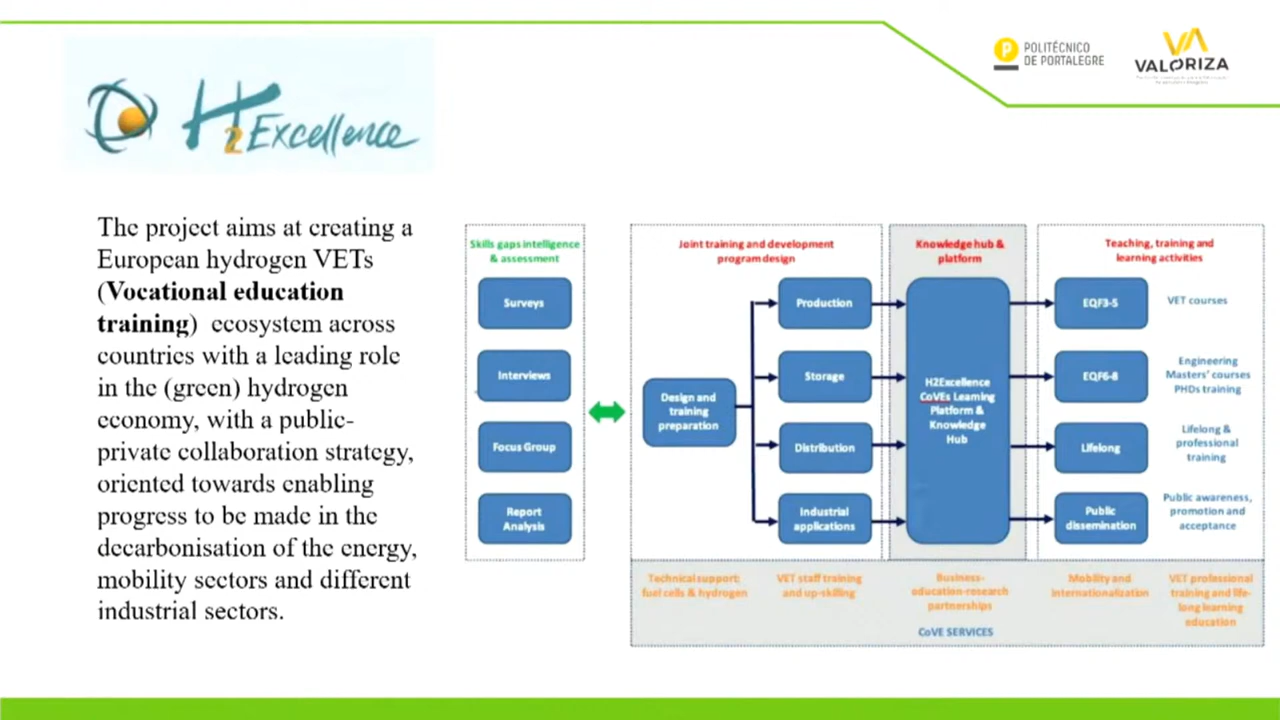 POLITÉCNICO
DE PORTALEGRE
VALORIZA
H2Excellence
The project aims at creating a
European hydrogen VETs
(Vocational education
training) ecosystem across
countries with a leading role
in the (green) hydrogen
economy, with a public-
private collaboration strategy,
oriented towards enabling
progress to be made in the
decarbonisation of the energy,
mobility sectors and different
industrial sectors.
Skills gaps intelligence
& assessment
Surveys
Interviews
Focus Group
Report
Analysis
Joint training and development
program design
Design and
training
preparation
Production
Storage
Distribution
Industrial
applications
Knowledge hub &
platform
H2Excellence
CoVEs Learning
Platform &
Knowledge
Hub
Teaching, training and
learning activities
EQF3-5
VET courses
EQF6-8
Engineering
Masters' courses
PHDs training
Lifelong
Lifelong &
professional
training
Public
dissemination
Public awareness,
promotion and
acceptance
Technical support:
fuel cells & hydrogen
VET staff training
and up-skilling
Business-
education-research
partnerships
Mobility and
internationalization
VET professional
training and life-
long learning
education
CoVE SERVICES